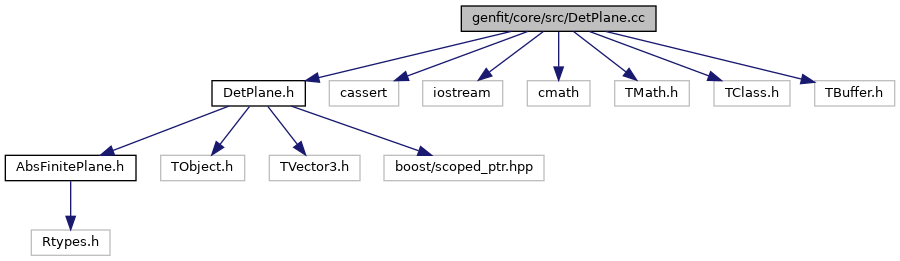 genfit/core/src/DetPlane.cc
DetPlane.h
cassert
iostream
cmath
TMath.h
TClass.h
TBuffer.h
AbsFinitePlane.h
TObject.h
TVector3.h
boost/scoped_ptr.hpp
Rtypes.h